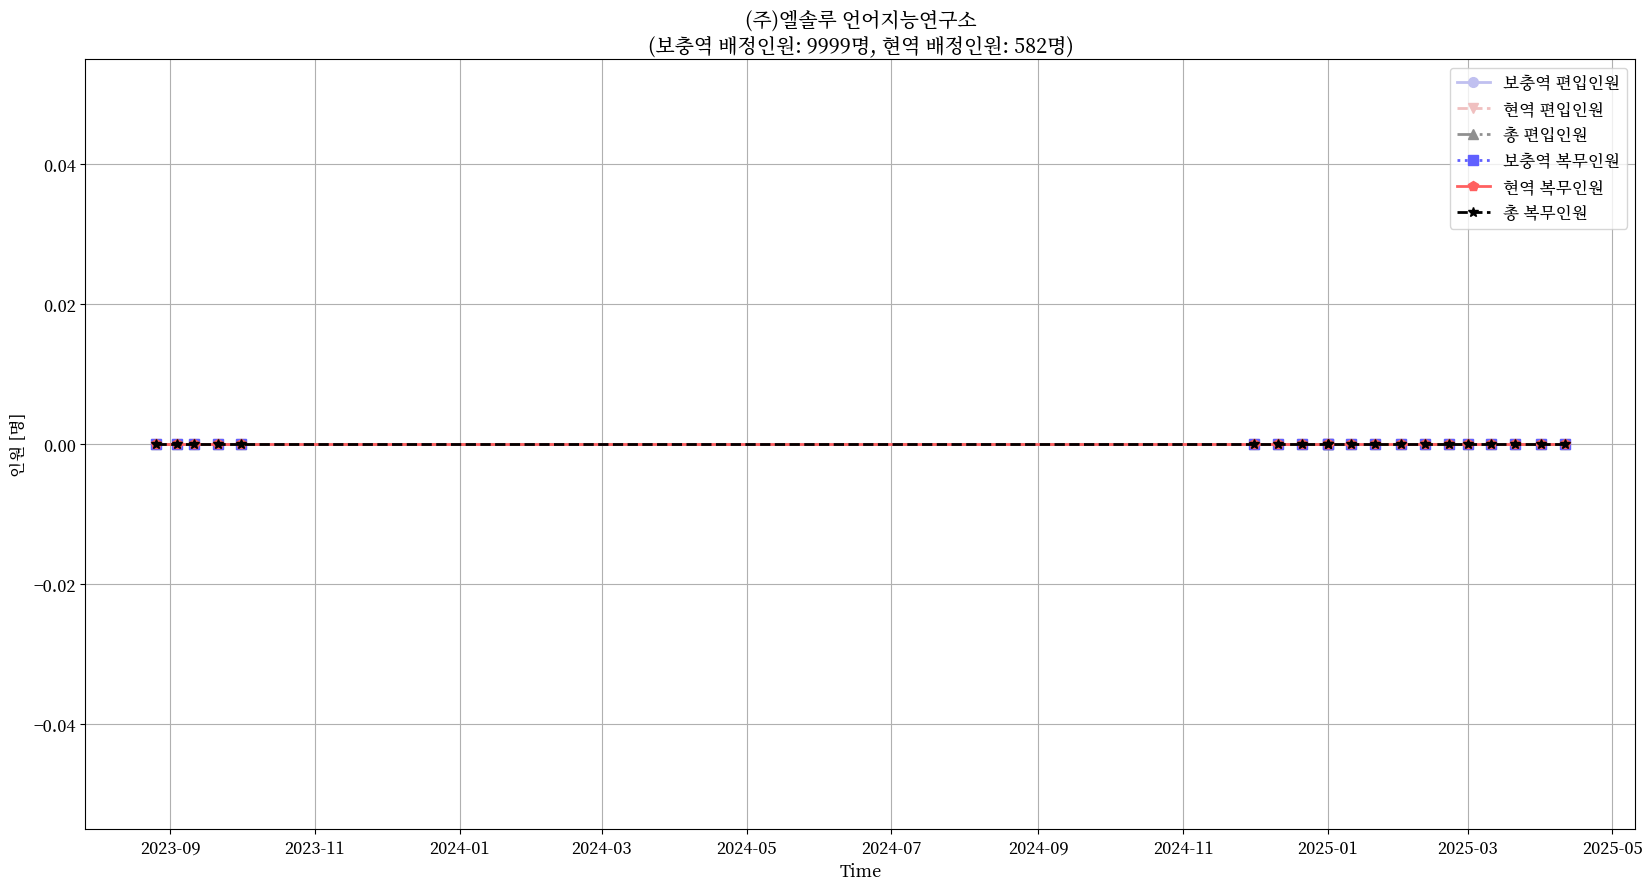 (주)엘솔루 언어지능연구소
(보충역 배정인원: 9999명, 현역 배정인원: 582명)
보충역 편입인원
현역 편입인원
총 편입인원
보충역 복무인원
현역 복무인원
총 복무인원
0.04
0.02
0.00
−0.02
−0.04
인원 [명]
2023-09 2023-11 2024-01 2024-03 2024-05 2024-07 2024-09 2024-11 2025-01 2025-03 2025-05
Time